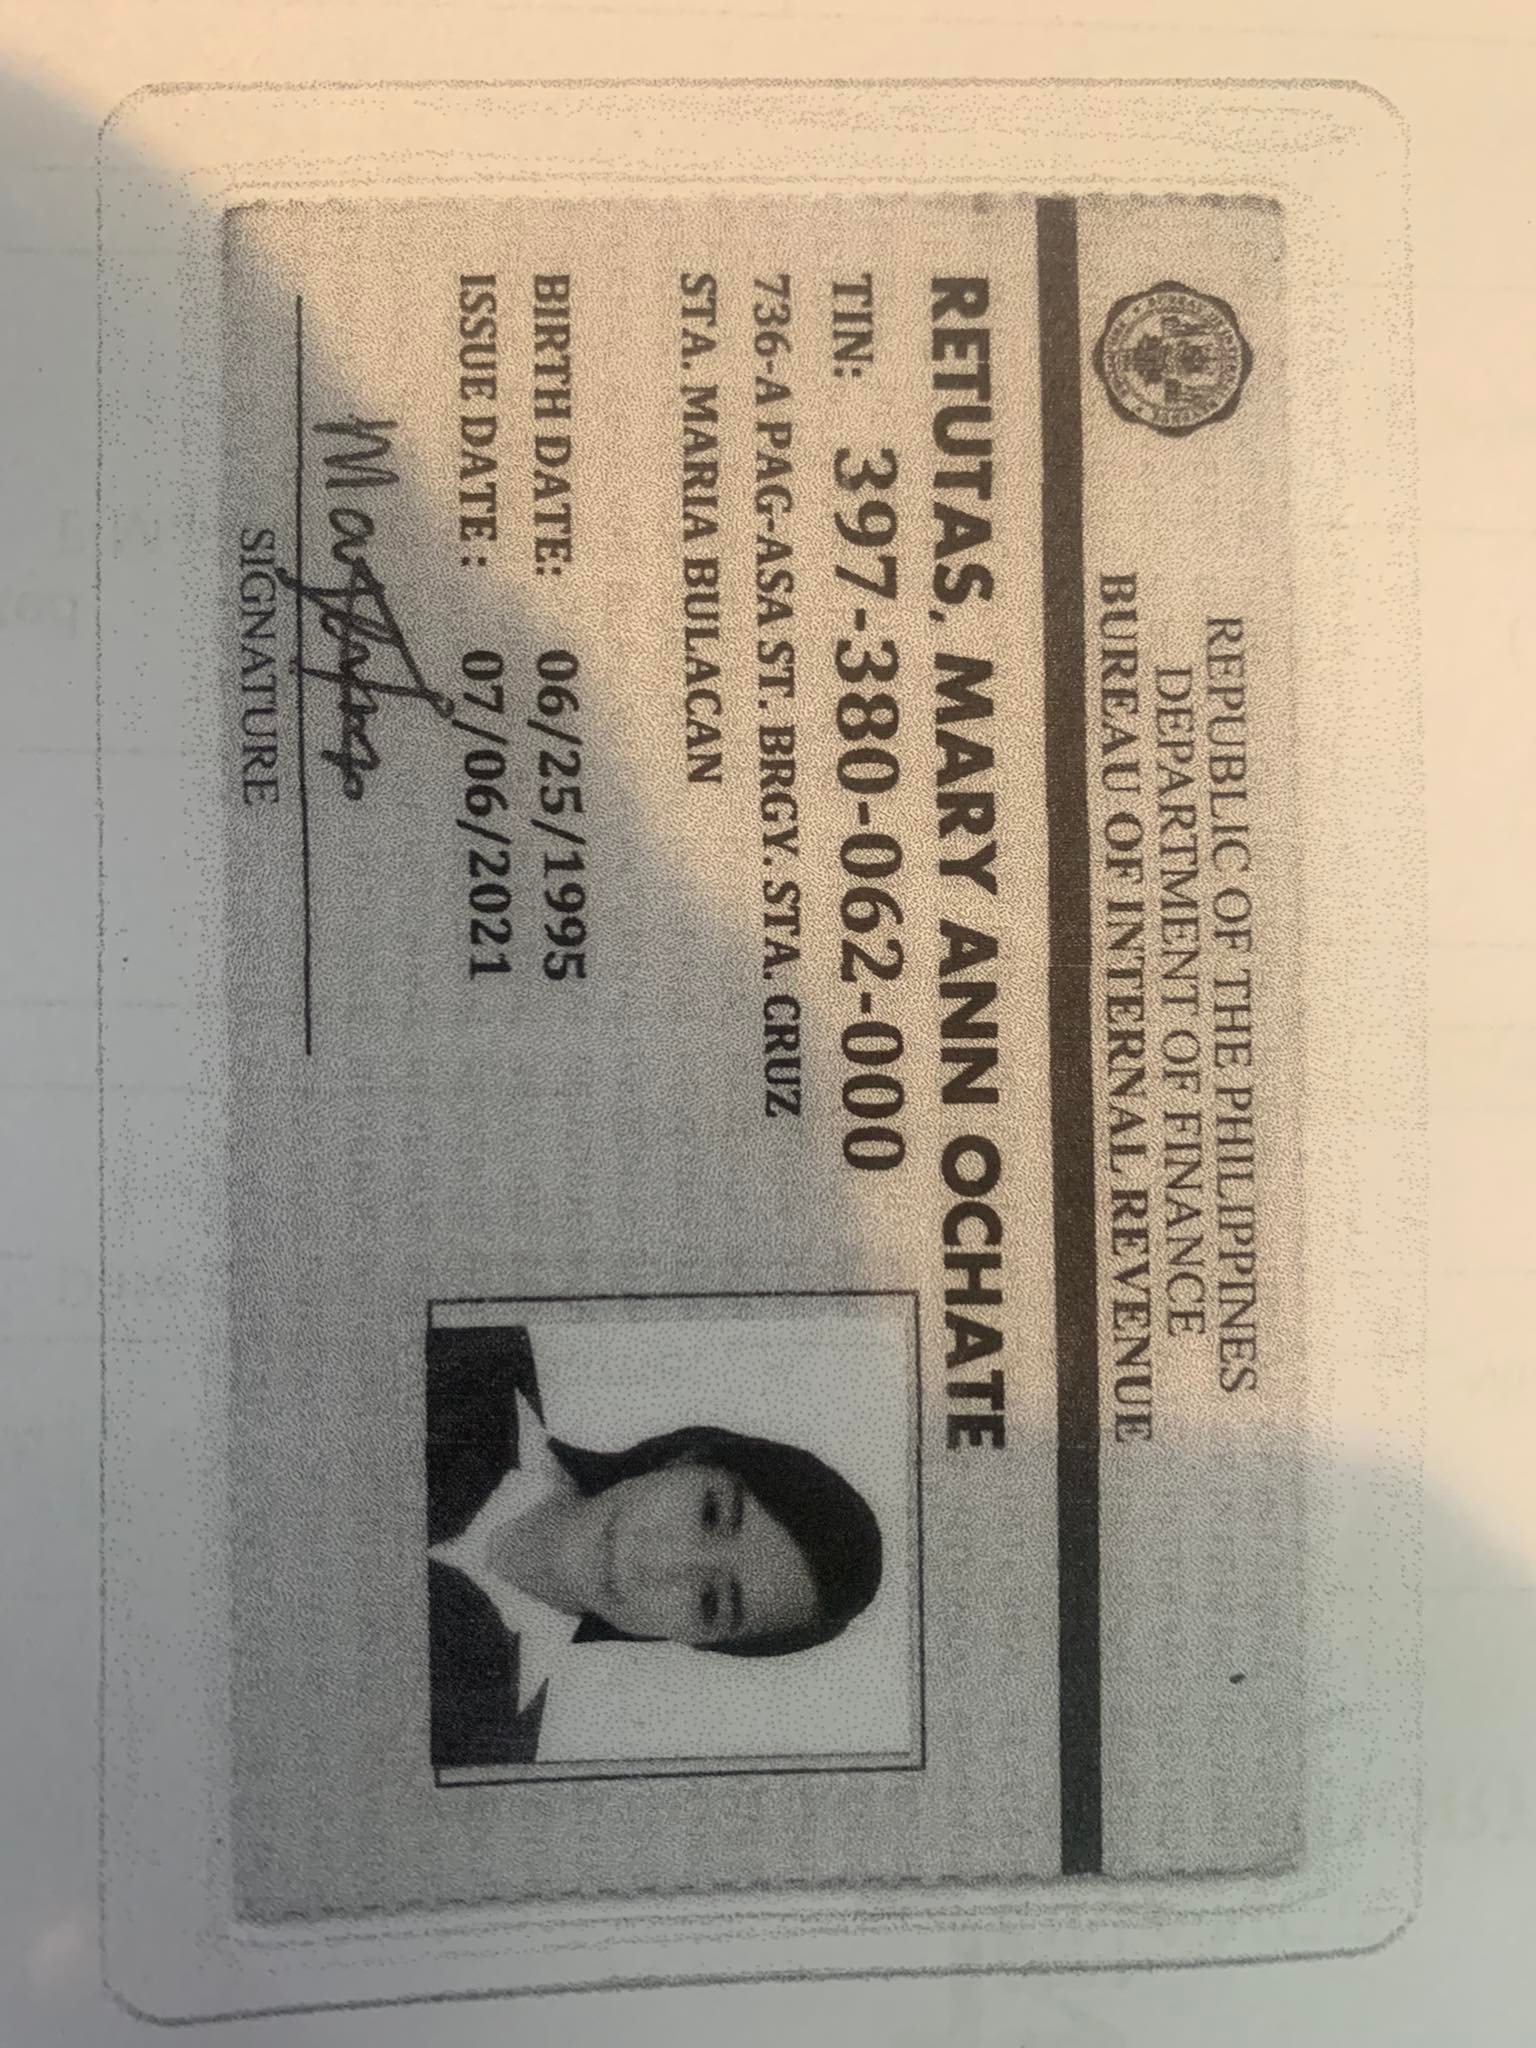 REPUBLIC OF THE PHILIPPINES
DEPARTMENT OF FINANCE
BUREAU OF INTERNAL REVENUE
RETUTAS, MARY ANN OCHATE
TIN: 397-380-062-000
736-A PAG-ASA ST. BRGY. STA. CRUZ
STA. MARIA BULACAN
BIRTH DATE: 06/25/1995
ISSUE DATE : 07/06/2021
SIGNATURE